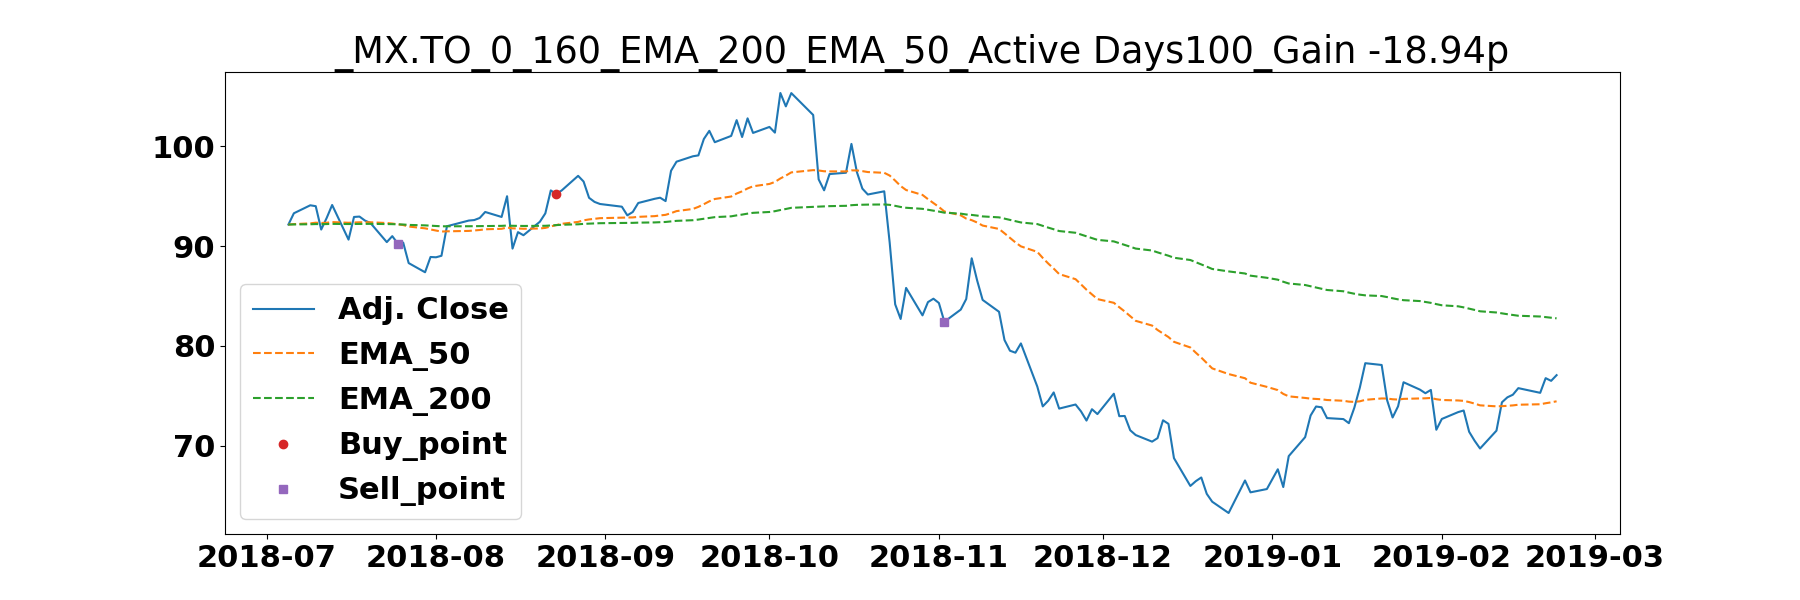 _MX.TO_0_160_EMA_200_EMA_50_Active Days100_Gain -18.94p
100
90
80
70
Adj. Close
EMA_50
EMA_200
Buy_point
Sell_point
2018-07 2018-08 2018-09 2018-10 2018-11 2018-12 2019-01 2019-02 2019-03